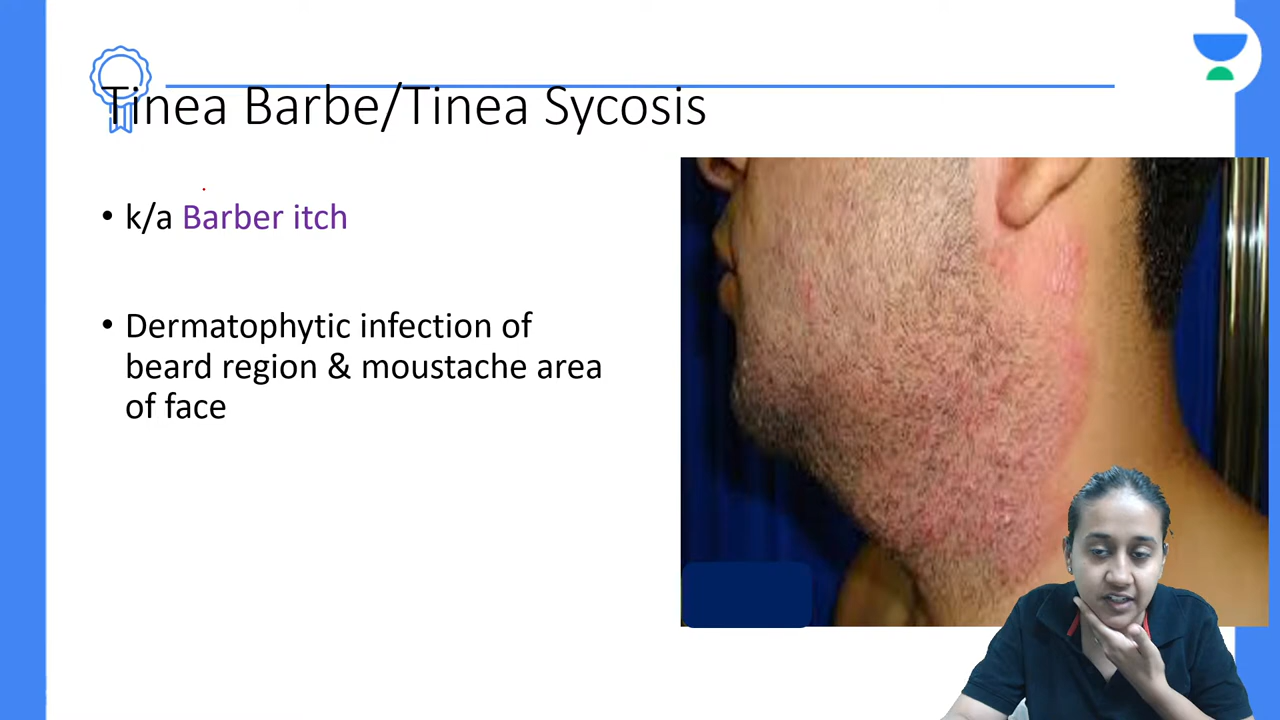 Tinea Barbe/Tinea Sycosis
• k/a Barber itch
• Dermatophytic infection of
beard region & moustache area
of face